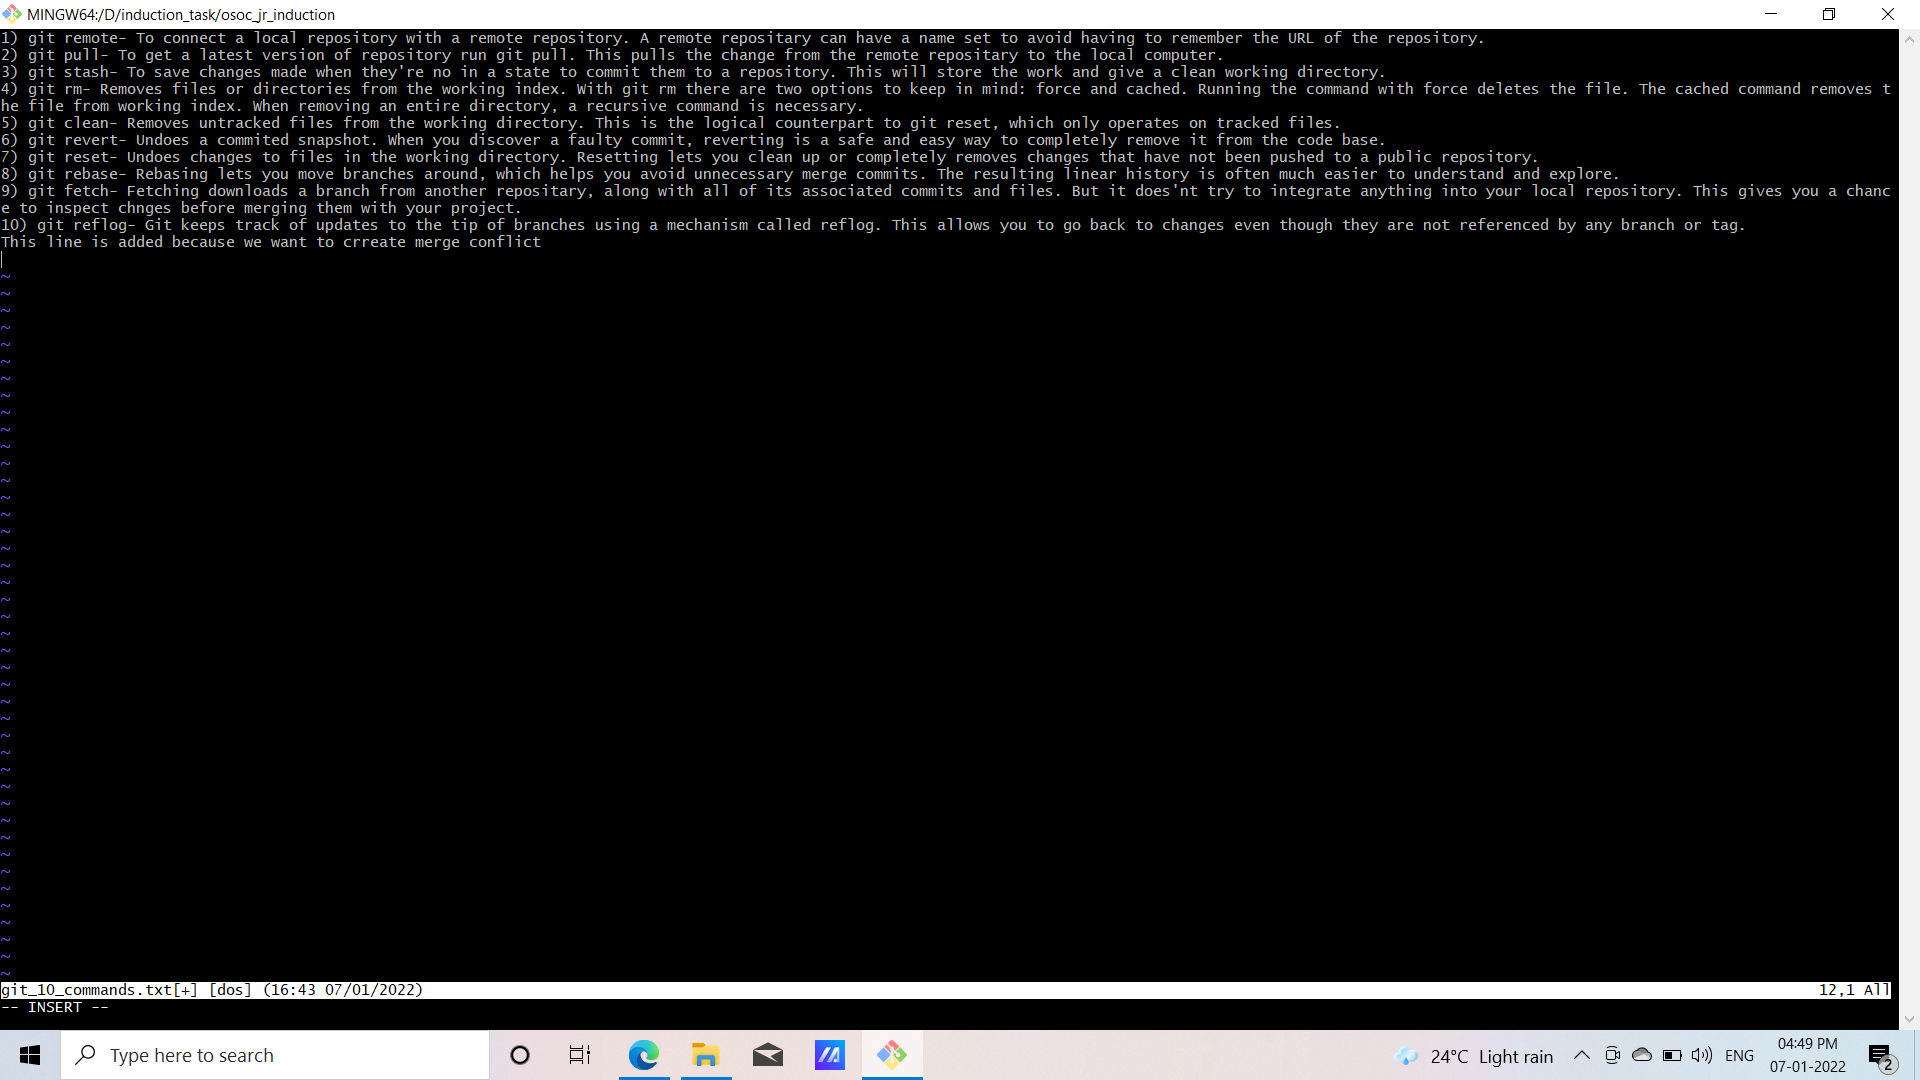 MINGW64:/D/induction_task/osoc_jr_induction
1) git remote- To connect a local repository with a remote repository. A remote repositary can have a name set to avoid having to remember the URL of the repository.
2) git pull- To get a latest version of repository run git pull. This pulls the change from the remote repositary to the local computer.
3) git stash- To save changes made when they're no in a state to commit them to a repository. This will store the work and give a clean working directory.
4) git rm- Removes files or directories from the working index. With git rm there are two options to keep in mind: force and cached. Running the command with force deletes the file. The cached command removes t
he file from working index. When removing an entire directory, a recursive command is necessary.
5) git clean- Removes untracked files from the working directory. This is the logical counterpart to git reset, which only operates on tracked files.
6) git revert- Undoes a commited snapshot. When you discover a faulty commit, reverting is a safe and easy way to completely remove it from the code base.
7) git reset- Undoes changes to files in the working directory. Resetting lets you clean up or completely removes changes that have not been pushed to a public repository.
8) git rebase- Rebasing lets you move branches around, which helps you avoid unnecessary merge commits. The resulting linear history is often much easier to understand and explore.
9) git fetch- Fetching downloads a branch from another repositary, along with all of its associated commits and files. But it does'nt try to integrate anything into your local repository. This gives you a chanc
e to inspect chnges before merging them with your project.
10) git reflog- Git keeps track of updates to the tip of branches using a mechanism called reflog. This allows you to go back to changes even though they are not referenced by any branch or tag.
This line is added because we want to crreate merge conflict
git_10_commands.txt[+] [dos] (16:43 07/01/2022) 12,1 All
-- INSERT --
Type here to search
24°C Light rain
ENG
04:49 PM
07-01-2022
2